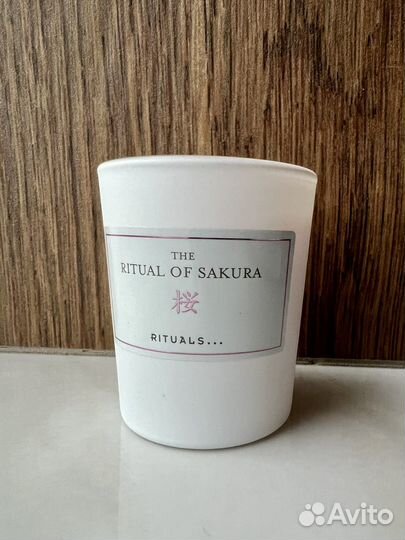 THE
RITUAL OF SAKURA
桜
RITUALS...
Avito